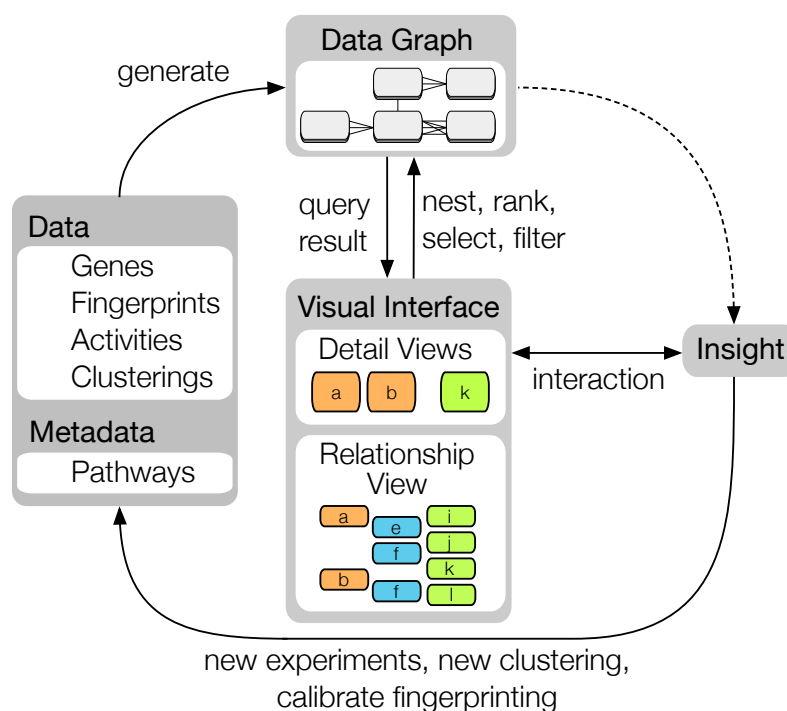 Data Graph
generate
query
result
nest, rank,
select, filter
Data
Genes
Fingerprints
Activities
Clusterings
Metadata
Pathways
Visual Interface
Detail Views
a b k
interaction
Insight
Relationship
View
a
e
f
b
f
i
j
k
l
new experiments, new clustering,
calibrate fingerprinting